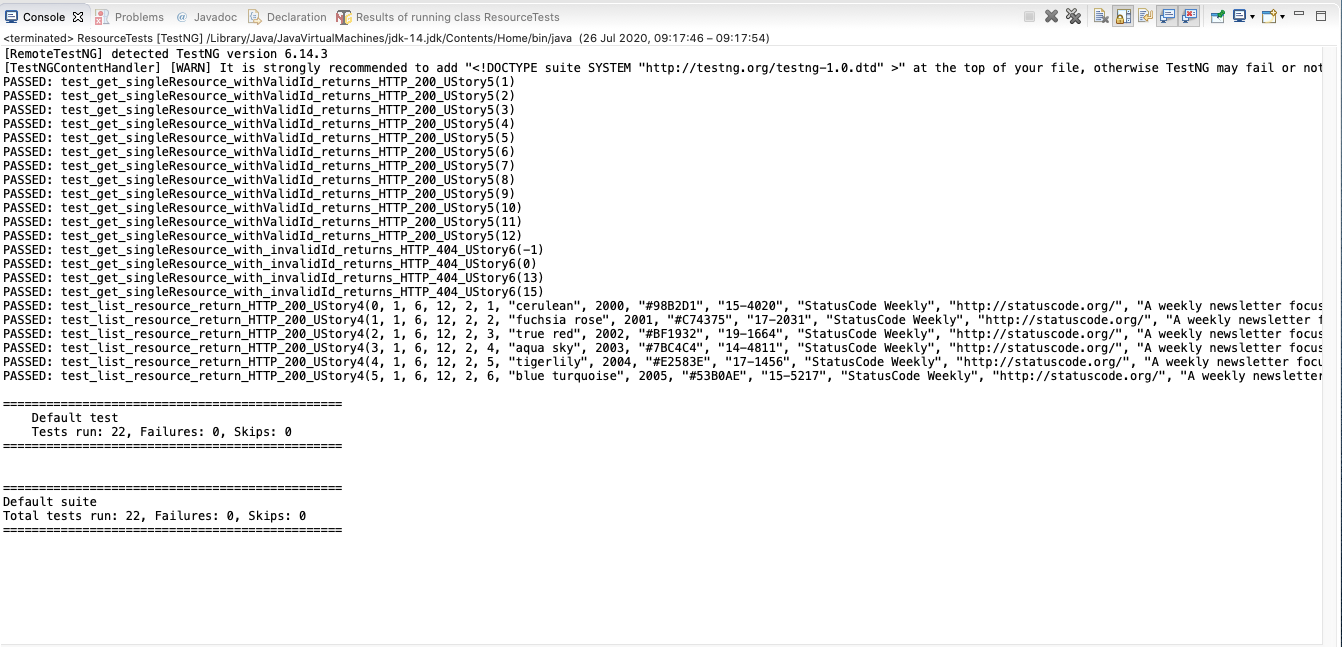 Console Problems @ Javadoc Declaration Results of running class ResourceTests
<terminated> ResourceTests [TestNG] /Library/Java/JavaVirtualMachines/jdk-14.jdk/Contents/Home/bin/java (26 Jul 2020, 09:17:46 – 09:17:54)
[RemoteTestNG] detected TestNG version 6.14.3
[TestNGContentHandler] [WARN] It is strongly recommended to add "<!DOCTYPE suite SYSTEM "http://testng.org/testng-1.0.dtd" >" at the top of your file, otherwise TestNG may fail or not
PASSED: test_get_singleResource_withValidId_returns_HTTP_200_UStory5(1)
PASSED: test_get_singleResource_withValidId_returns_HTTP_200_UStory5(2)
PASSED: test_get_singleResource_withValidId_returns_HTTP_200_UStory5(3)
PASSED: test_get_singleResource_withValidId_returns_HTTP_200_UStory5(4)
PASSED: test_get_singleResource_withValidId_returns_HTTP_200_UStory5(5)
PASSED: test_get_singleResource_withValidId_returns_HTTP_200_UStory5(6)
PASSED: test_get_singleResource_withValidId_returns_HTTP_200_UStory5(7)
PASSED: test_get_singleResource_withValidId_returns_HTTP_200_UStory5(8)
PASSED: test_get_singleResource_withValidId_returns_HTTP_200_UStory5(9)
PASSED: test_get_singleResource_withValidId_returns_HTTP_200_UStory5(10)
PASSED: test_get_singleResource_withValidId_returns_HTTP_200_UStory5(11)
PASSED: test_get_singleResource_withValidId_returns_HTTP_200_UStory5(12)
PASSED: test_get_singleResource_with_invalidId_returns_HTTP_404_UStory6(-1)
PASSED: test_get_singleResource_with_invalidId_returns_HTTP_404_UStory6(0)
PASSED: test_get_singleResource_with_invalidId_returns_HTTP_404_UStory6(13)
PASSED: test_get_singleResource_with_invalidId_returns_HTTP_404_UStory6(15)
PASSED: test_list_resource_return_HTTP_200_UStory4(0, 1, 6, 12, 2, 1, "cerulean", 2000, "#98B2D1", "15-4020", "StatusCode Weekly", "http://statuscode.org/", "A weekly newsletter focus
PASSED: test_list_resource_return_HTTP_200_UStory4(1, 1, 6, 12, 2, 2, "fuchsia rose", 2001, "#C74375", "17-2031", "StatusCode Weekly", "http://statuscode.org/", "A weekly newsletter f
PASSED: test_list_resource_return_HTTP_200_UStory4(2, 1, 6, 12, 2, 3, "true red", 2002, "#BF1932", "19-1664", "StatusCode Weekly", "http://statuscode.org/", "A weekly newsletter focus
PASSED: test_list_resource_return_HTTP_200_UStory4(3, 1, 6, 12, 2, 4, "aqua sky", 2003, "#7BC4C4", "14-4811", "StatusCode Weekly", "http://statuscode.org/", "A weekly newsletter focus
PASSED: test_list_resource_return_HTTP_200_UStory4(4, 1, 6, 12, 2, 5, "tigerlily", 2004, "#E2583E", "17-1456", "StatusCode Weekly", "http://statuscode.org/", "A weekly newsletter focu
PASSED: test_list_resource_return_HTTP_200_UStory4(5, 1, 6, 12, 2, 6, "blue turquoise", 2005, "#53B0AE", "15-5217", "StatusCode Weekly", "http://statuscode.org/", "A weekly newsletter
===============================================
Default test
Tests run: 22, Failures: 0, Skips: 0
===============================================
===============================================
Default suite
Total tests run: 22, Failures: 0, Skips: 0
===============================================